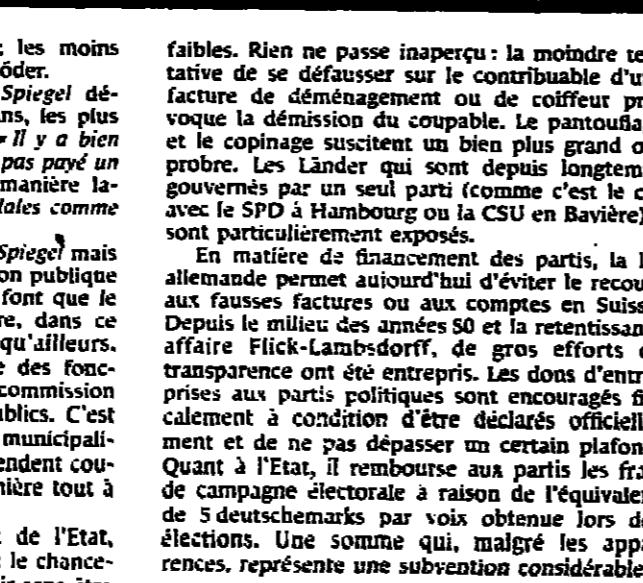 : les moins
óder.
Spiegel dé-
ns, les plus
« Il y a bien
pas payé un
manière la-
dales comme
Spiegel mais
on publique
font que le
re, dans ce
qu'ailleurs.
e des fonc-
commission
ublics. C'est
municipali-
endent cou-
nière tout à
t de l'Etat,
t le chance-
faibles. Rien ne passe inaperçu : la moindre te
tative de se défausser sur le contribuable d'u
facture de déménagement ou de coiffeur pr
voque la démission du coupable. Le pantoufla
et le copinage suscitent un bien plus grand o
probre. Les Länder qui sont depuis longtem
gouvernés par un seul parti (comme c'est le c
avec le SPD à Hambourg ou la CSU en Bavière)
sont particulièrement exposés.
En matière de financement des partis, la l
allemande permet aujourd'hui d'éviter le recou
aux fausses factures ou aux comptes en Suiss
Depuis le milieu des années 80 et la retentissan
affaire Flick-Lambsdorff, de gros efforts d
transparence ont été entrepris. Les dons d'entr
prises aux partis politiques sont encouragés fi
calement à condition d'être déclarés officiell
ment et de ne pas dépasser un certain plafon
Quant à l'Etat, il rembourse aux partis les fra
de campagne électorale à raison de l'équivale
de 5 deutschemarks par voix obtenue lors de
élections. Une somme qui, malgré les appa
rences, représente une subvention considérable